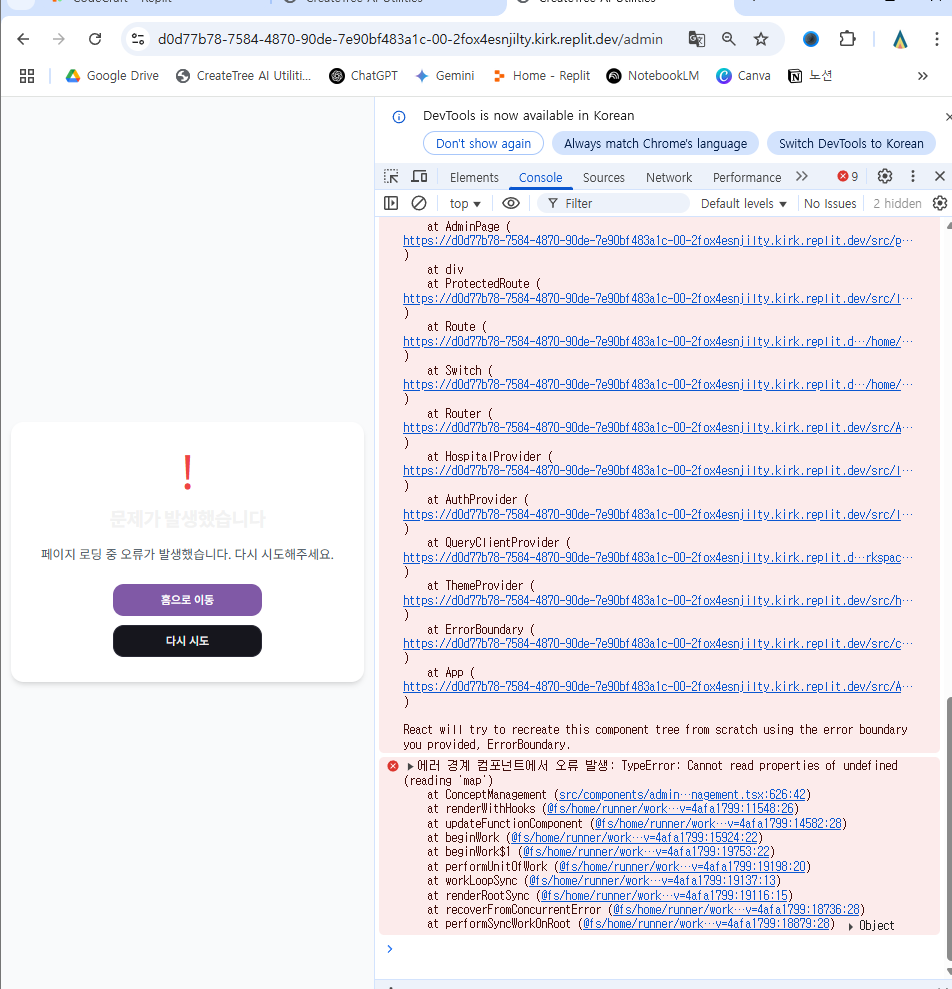 d0d77b78-7584-4870-90de-7e90bf483a1c-00-2fox4esnjilty.kirk.replit.dev/admin
Google Drive
CreateTree AI Utiliti...
ChatGPT
Gemini
Home - Replit
NotebookLM
Canva
노션
문제가 발생했습니다
페이지 로딩 중 오류가 발생했습니다. 다시 시도해주세요.
홈으로 이동
다시 시도
DevTools is now available in Korean
Don't show again
Always match Chrome's language
Switch DevTools to Korean
Elements
Console
Sources
Network
Performance
9
top
Filter
Default levels
No Issues
2 hidden
at AdminPage (
https://d0d77b78-7584-4870-90de-7e90bf483a1c-00-2fox4esnjilty.kirk.replit.dev/src/p…
)
at div
at ProtectedRoute (
https://d0d77b78-7584-4870-90de-7e90bf483a1c-00-2fox4esnjilty.kirk.replit.dev/src/l…
)
at Route (
https://d0d77b78-7584-4870-90de-7e90bf483a1c-00-2fox4esnjilty.kirk.replit.d…/home/…
)
at Switch (
https://d0d77b78-7584-4870-90de-7e90bf483a1c-00-2fox4esnjilty.kirk.replit.d…/home/…
)
at Router (
https://d0d77b78-7584-4870-90de-7e90bf483a1c-00-2fox4esnjilty.kirk.replit.dev/src/A…
)
at HospitalProvider (
https://d0d77b78-7584-4870-90de-7e90bf483a1c-00-2fox4esnjilty.kirk.replit.dev/src/l…
)
at AuthProvider (
https://d0d77b78-7584-4870-90de-7e90bf483a1c-00-2fox4esnjilty.kirk.replit.dev/src/l…
)
at QueryClientProvider (
https://d0d77b78-7584-4870-90de-7e90bf483a1c-00-2fox4esnjilty.kirk.replit.d…rkspac…
)
at ThemeProvider (
https://d0d77b78-7584-4870-90de-7e90bf483a1c-00-2fox4esnjilty.kirk.replit.dev/src/h…
)
at ErrorBoundary (
https://d0d77b78-7584-4870-90de-7e90bf483a1c-00-2fox4esnjilty.kirk.replit.dev/src/c…
)
at App (
https://d0d77b78-7584-4870-90de-7e90bf483a1c-00-2fox4esnjilty.kirk.replit.dev/src/A…
)
React will try to recreate this component tree from scratch using the error boundary
you provided, ErrorBoundary.
에러 경계 컴포넌트에서 오류 발생: TypeError: Cannot read properties of undefined
(reading 'map')
at ConceptManagement (src/components/admin…nagement.tsx:626:42)
at renderWithHooks (@fs/home/runner/work…v=4afa1799:11548:26)
at updateFunctionComponent (@fs/home/runner/work…v=4afa1799:14582:28)
at beginWork (@fs/home/runner/work…v=4afa1799:15924:22)
at beginWork$1 (@fs/home/runner/work…v=4afa1799:19753:22)
at performUnitOfWork (@fs/home/runner/work…v=4afa1799:19198:20)
at workLoopSync (@fs/home/runner/work…v=4afa1799:19137:13)
at renderRootSync (@fs/home/runner/work…v=4afa1799:19116:15)
at recoverFromConcurrentError (@fs/home/runner/work…v=4afa1799:18736:28)
at performSyncWorkOnRoot (@fs/home/runner/work…v=4afa1799:18879:28) Object